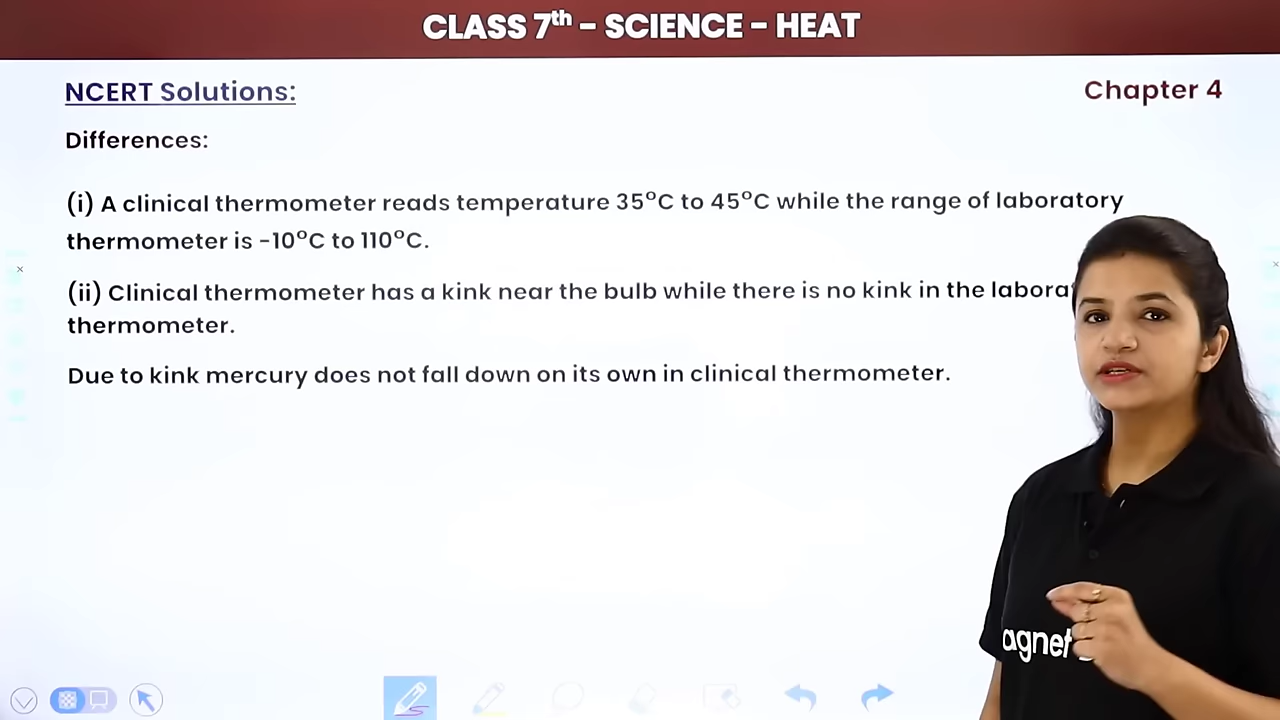 CLASS 7th - SCIENCE - HEAT
NCERT Solutions:
Chapter 4
Differences:
(i) A clinical thermometer reads temperature 35°C to 45°C while the range of laboratory
thermometer is -10°C to 110°C.
(ii) Clinical thermometer has a kink near the bulb while there is no kink in the
thermometer.
Due to kink mercury does not fall down on its own in clinical thermometer.